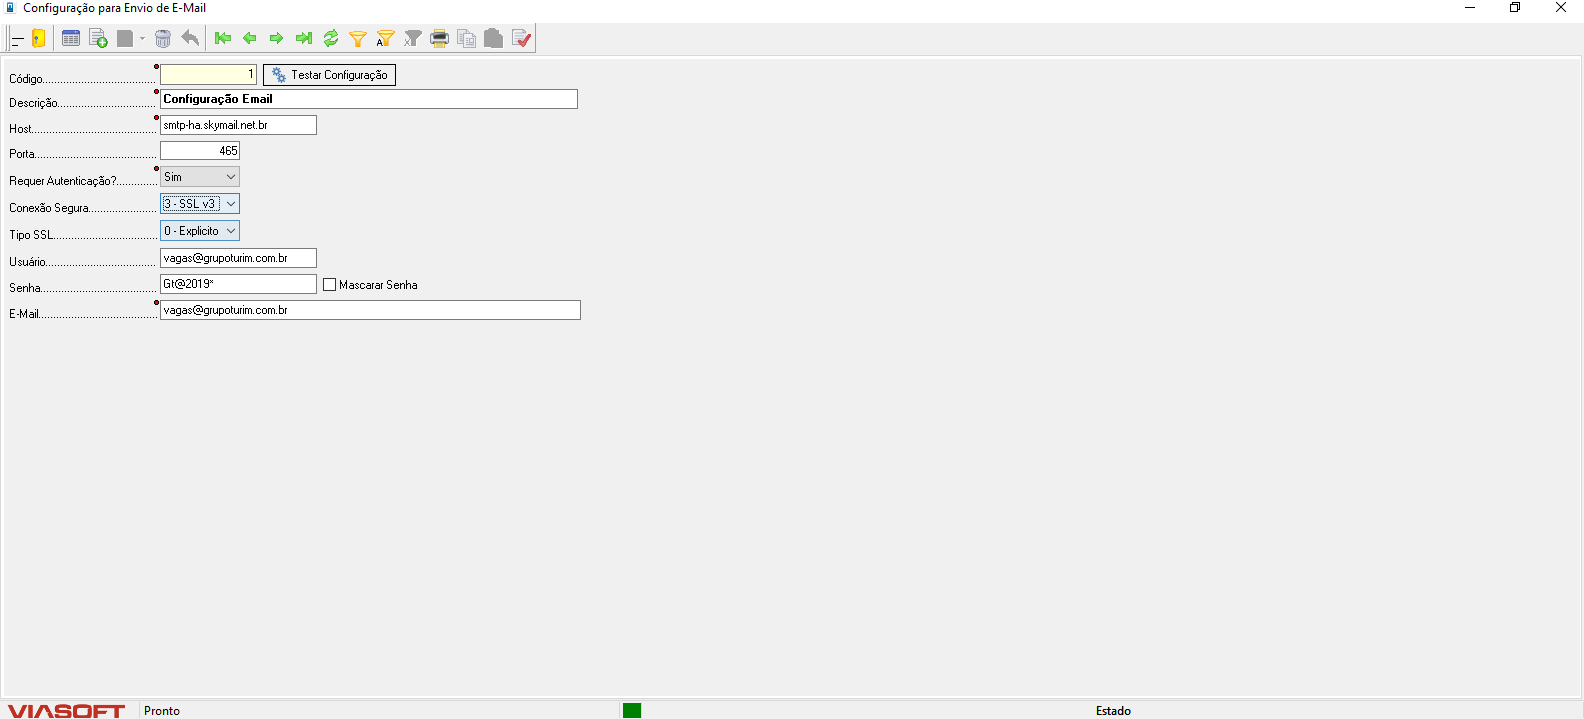 Configuração para Envio de E-Mail
Código 1 Testar Configuração
Descrição Configuração Email
Host smtp-ha.skymail.net.br
Porta 465
Requer Autenticação? Sim
Conexão Segura 3 - SSL v3
Tipo SSL 0 - Explicito
Usuário vagas@grupoturim.com.br
Senha Gt@2019* Mascarar Senha
E-Mail vagas@grupoturim.com.br
VIASOFT Pronto Estado